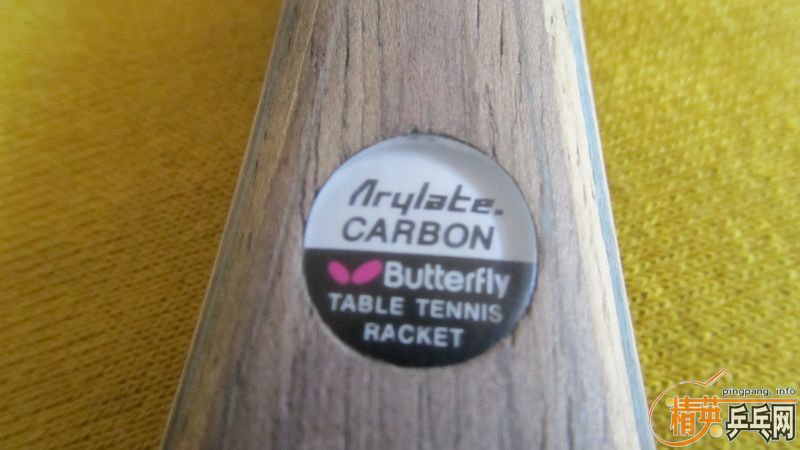 Arylate.
CARBON
Butterfly
TABLE TENNIS
RACKET
pingpang.info
精英乒乓网